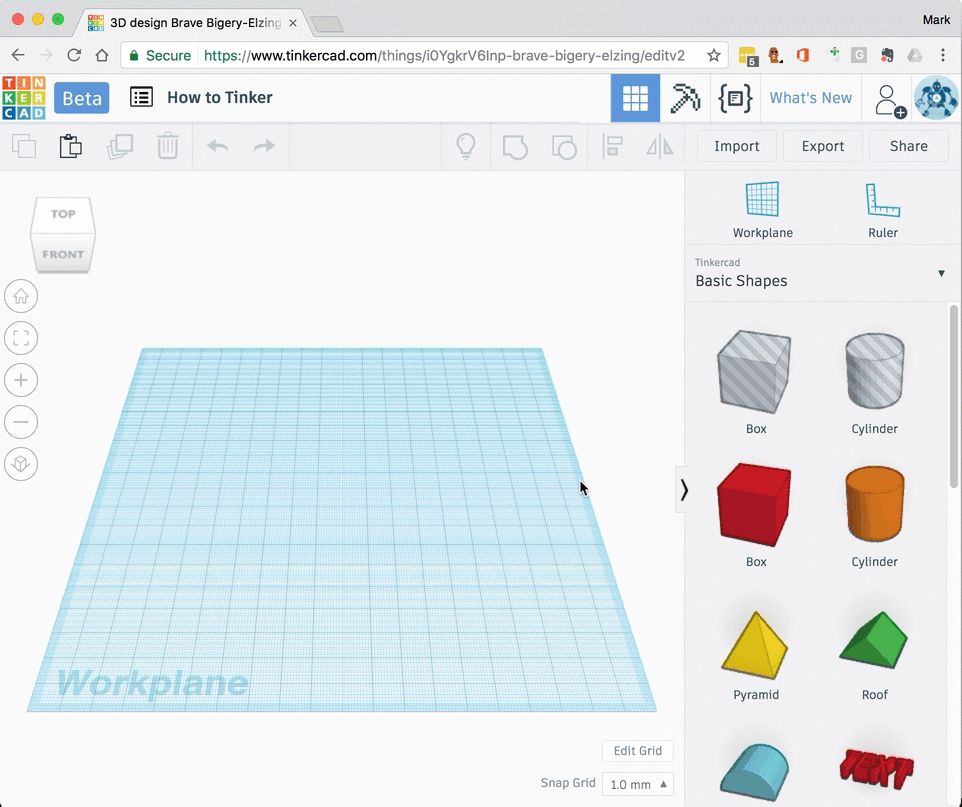 3D design Brave Bigery-Elzing
Mark
Secure
https://www.tinkercad.com/things/i0YgkrV6Inp-brave-bigery-elzing/editv2
5
G
TIN
KER
CAD
Beta
How to Tinker
What's New
Import
Export
Share
TOP
FRONT
Workplane
Ruler
Tinkercad
Basic Shapes
Box
Cylinder
Box
Cylinder
Pyramid
Roof
TEXT
Workplane
Edit Grid
Snap Grid
1.0 mm